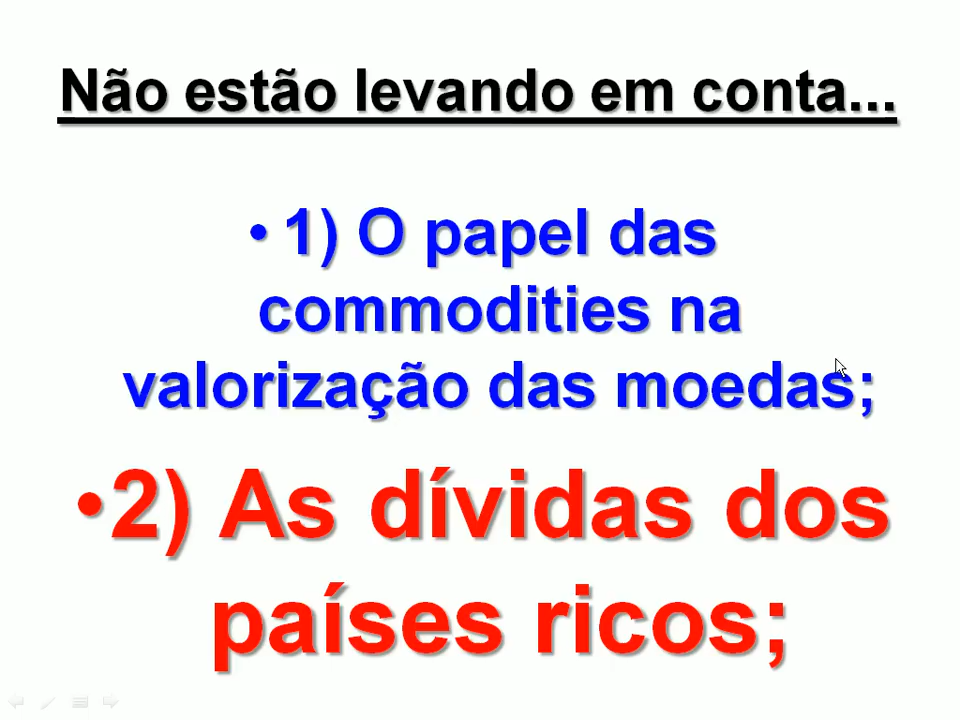 Não estão levando em conta...
• 1) O papel das
commodities na
valorização das moedas;
•2) As dívidas dos
países ricos;